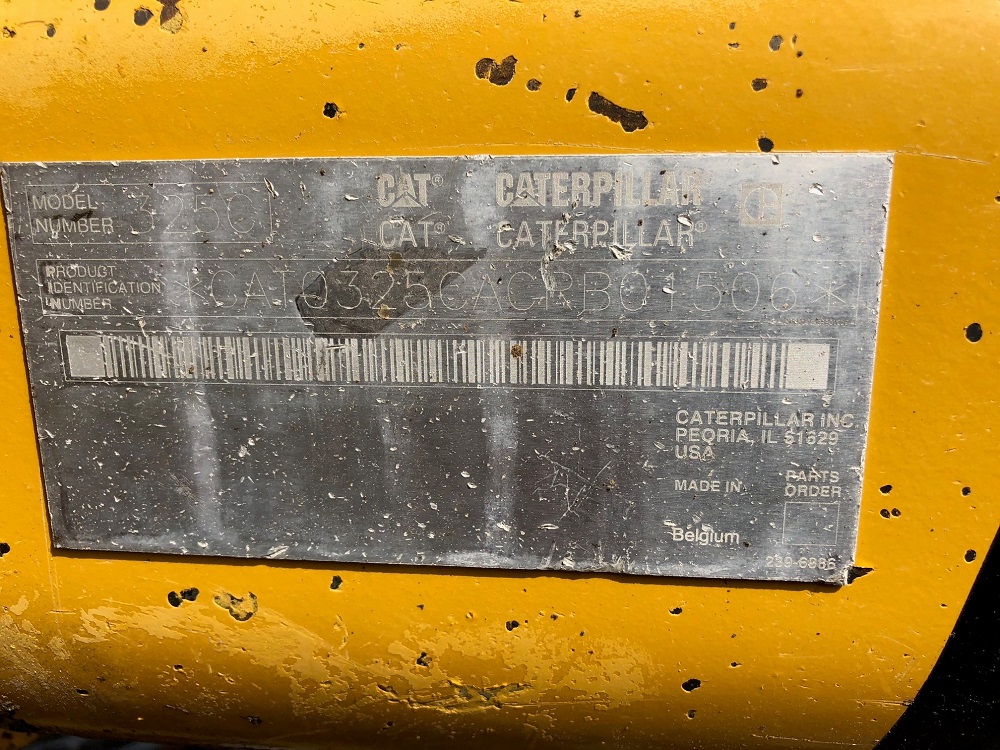 MODEL NUMBER 325C
CAT® CATERPILLAR
CAT® CATERPILLAR®
PRODUCT IDENTIFICATION NUMBER *CAT0325CACRB01506*
CATERPILLAR INC.
PEORIA, IL 61629
USA
MADE IN
Belgium
PARTS
ORDER
239-6886